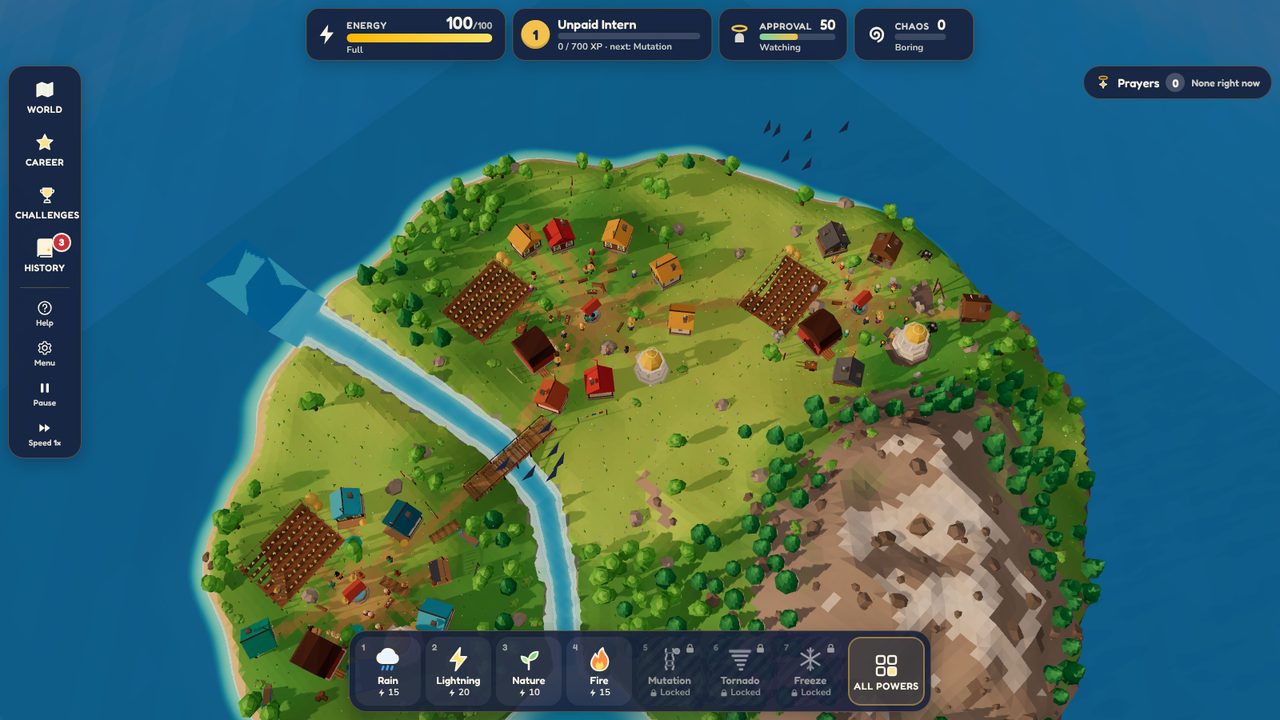 ENERGY 100/100
Full
1
Unpaid Intern
0 / 700 XP · next: Mutation
APPROVAL 50
Watching
CHAOS 0
Boring
Prayers 0 None right now
WORLD
CAREER
CHALLENGES
3
HISTORY
Help
Menu
Pause
Speed 1x
1
Rain
15
2
Lightning
20
3
Nature
10
4
Fire
15
5
Mutation
Locked
6
Tornado
Locked
7
Freeze
Locked
ALL POWERS